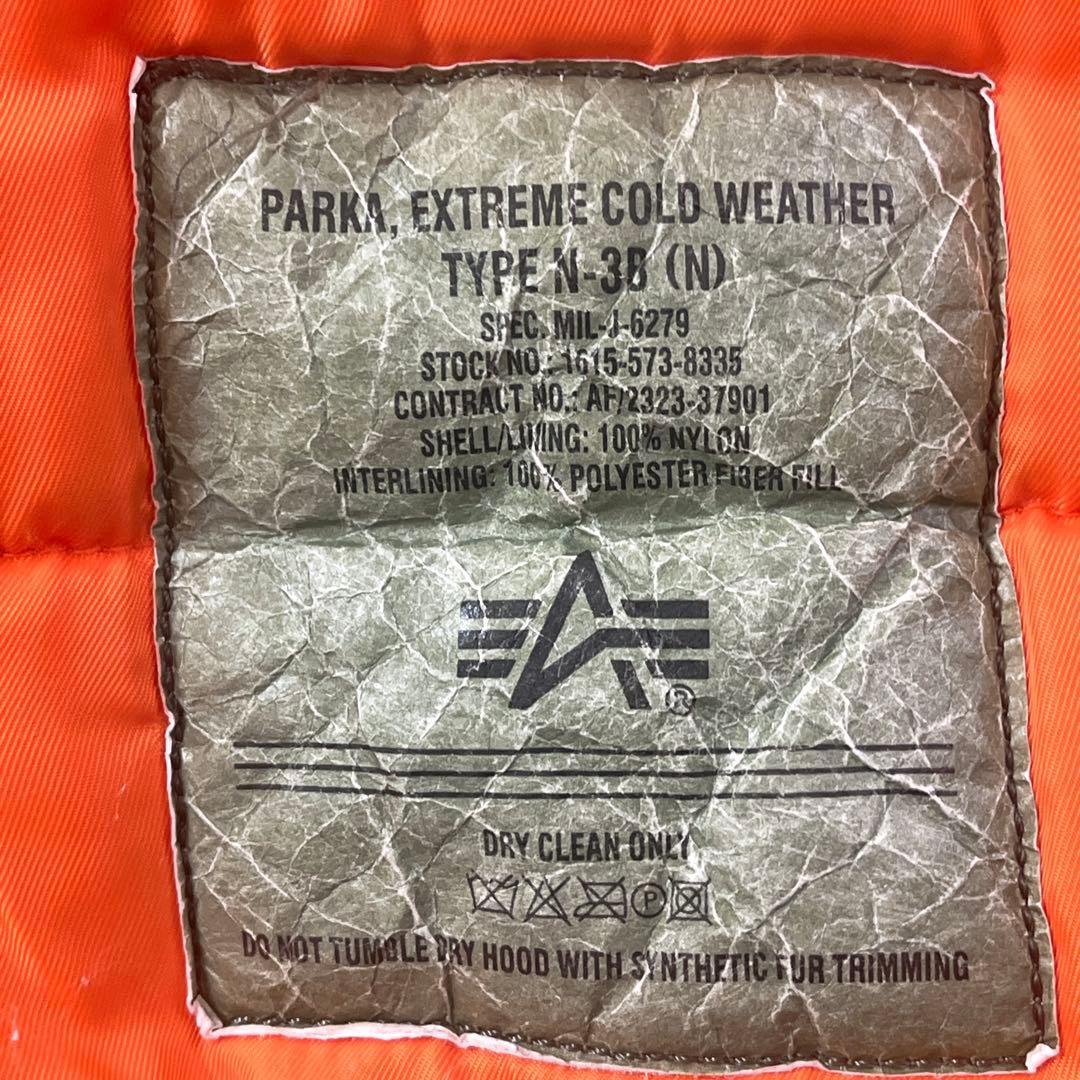 PARKA, EXTREME COLD WEATHER
TYPE N-3B (N)
SPEC. MIL-J-6279
STOCK NO.: 1615-573-8335
CONTRACT NO.: AF/2323-37901
SHELL/LINING: 100% NYLON
INTERLINING: 100% POLYESTER FIBER FILL
®
DRY CLEAN ONLY
P
DO NOT TUMBLE DRY HOOD WITH SYNTHETIC FUR TRIMMING